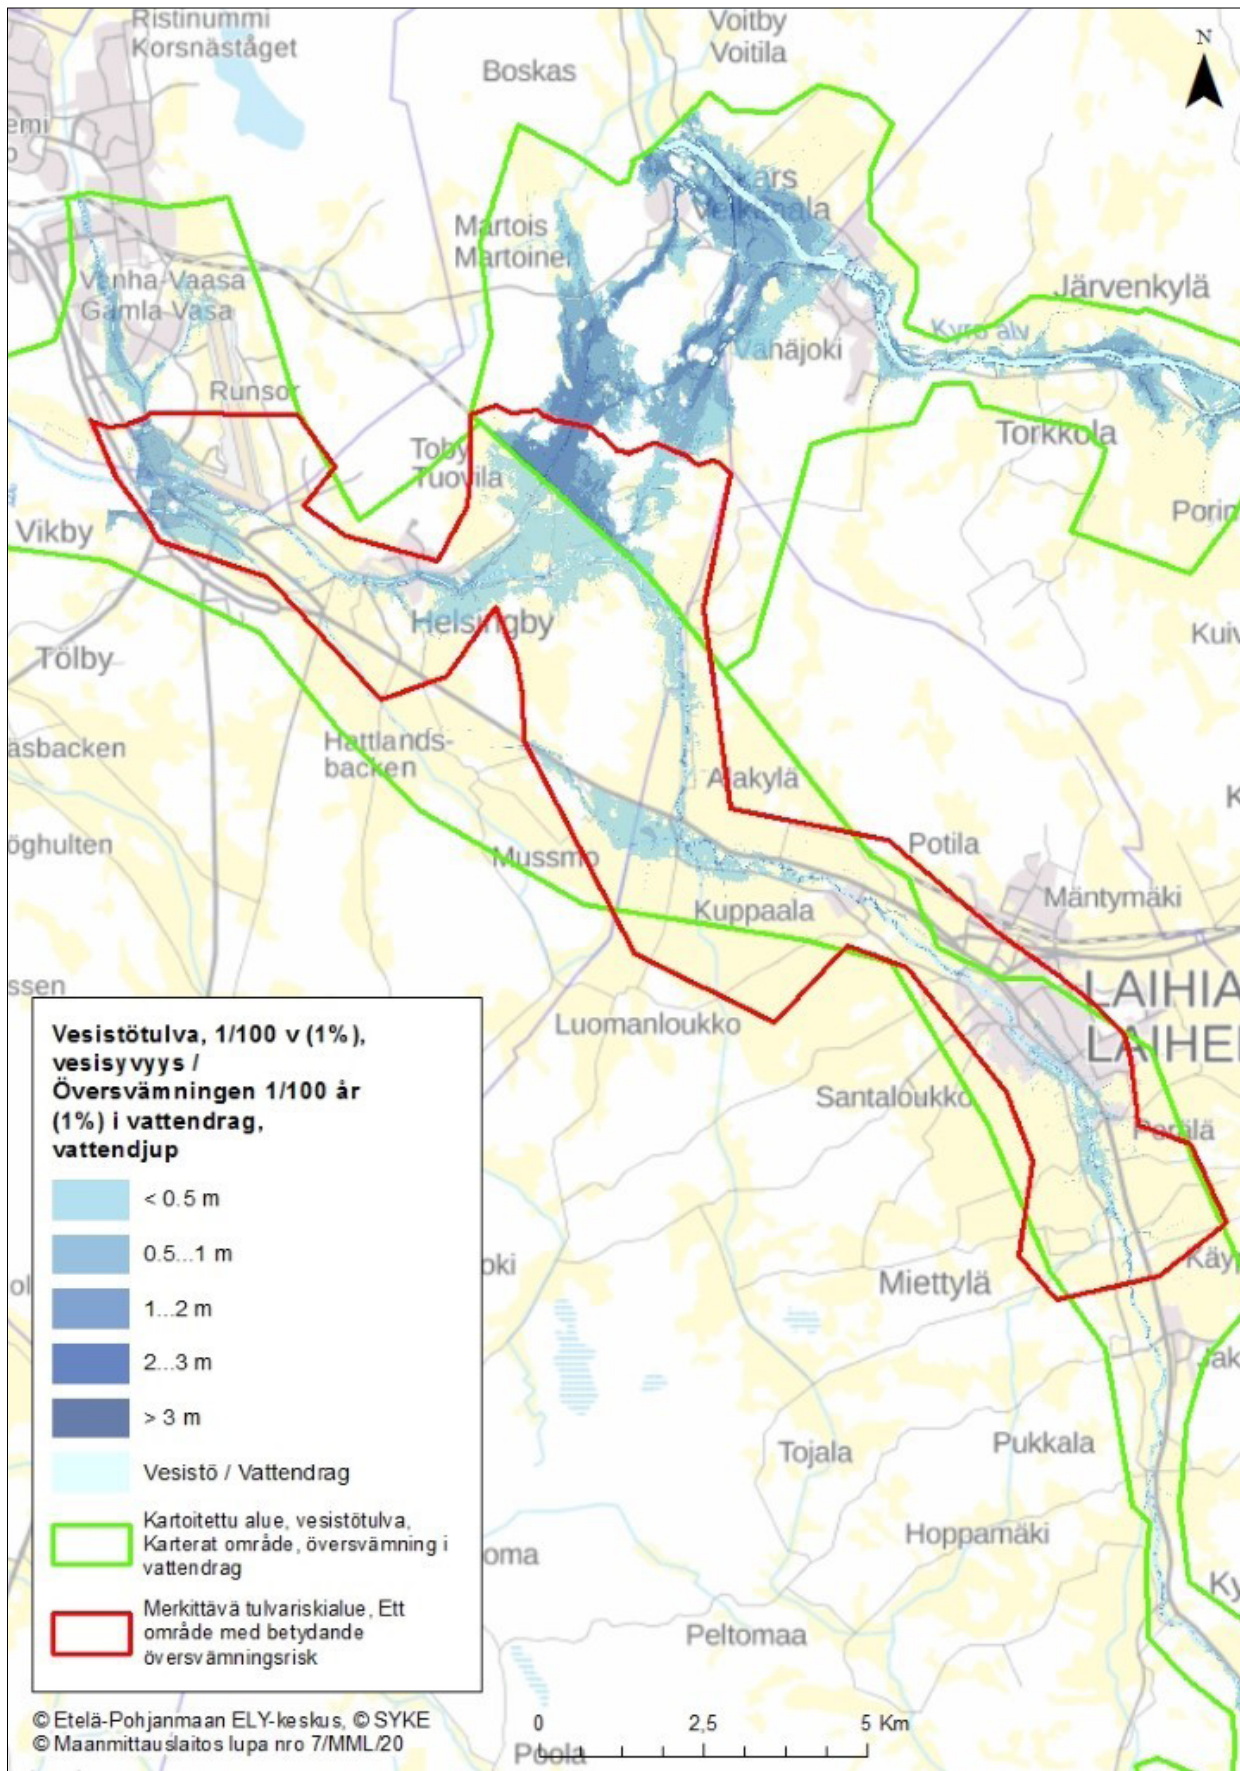 Ristinummi
Korsnäståget
Voitby
Voitila
N
Boskas
Martois
Vanha-Vaasa
Gamla-Vasa
Järvenkylä
Kyro älv
Vähäjoki
Runsor
Toby
Tuovila
Torkkola
Vikby
Helsingby
Tölby
Hattlands-
backen
Alakylä
Mussmo
Potila
Mäntymäki
Kuppaala
LAIHIA
Luomanloukko
Santaloukko
Perälä
Miettylä
Tojala
Pukkala
Hoppamäki
Peltomaa
Poola
Vesistötulva, 1/100 v (1%),
vesisyvyys /
Översvämningen 1/100 år
(1%) i vattendrag,
vattendjup
< 0.5 m
0.5...1 m
1...2 m
2...3 m
> 3 m
Vesistö / Vattendrag
Kartoitettu alue, vesistötulva,
Karterat område, översvämning i
vattendrag
Merkittävä tulvariskialue, Ett
område med betydande
översvämningsrisk
© Etelä-Pohjanmaan ELY-keskus, © SYKE
© Maanmittauslaitos lupa nro 7/MML/20
0 2,5 5 Km